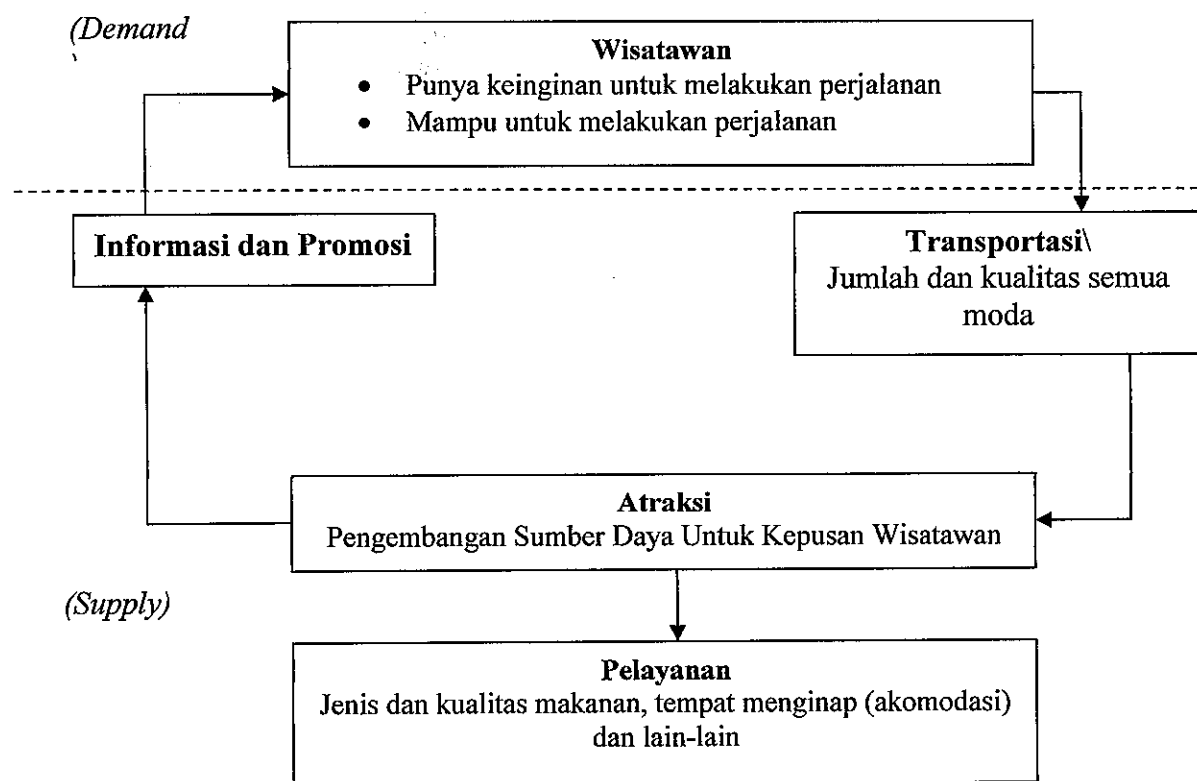 (Demand
Wisatawan
• Punya keinginan untuk melakukan perjalanan
• Mampu untuk melakukan perjalanan
Informasi dan Promosi
Transportasi\
Jumlah dan kualitas semua
moda
Atraksi
Pengembangan Sumber Daya Untuk Kepusan Wisatawan
(Supply)
Pelayanan
Jenis dan kualitas makanan, tempat menginap (akomodasi)
dan lain-lain